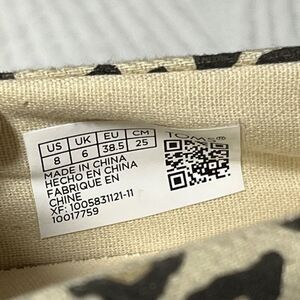 US UK EU CM
8 6 38.5 25
TOMS®
MADE IN CHINA
HECHO EN CHINA
FABRIQUE EN
CHINE
XF: 1005831121-11
10017759